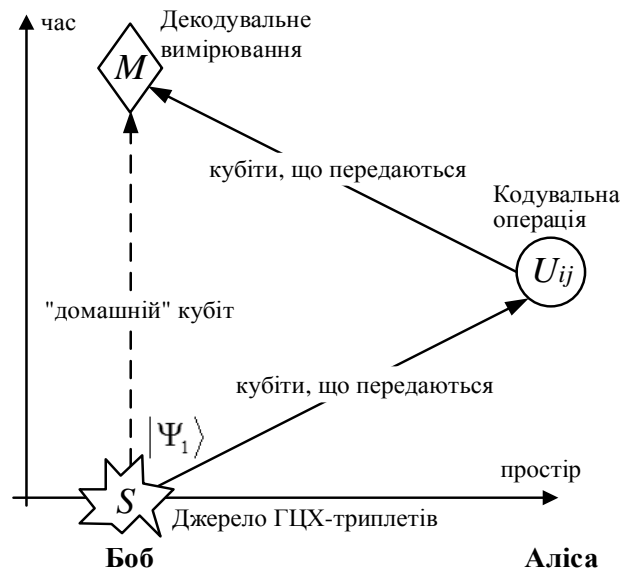 час
Декодувальне
вимірювання
M
кубіти, що передаються
Кодувальна
операція
Uij
"домашній" кубіт
кубіти, що передаються
|Ψ1⟩
простір
S
Джерело ГЦХ-триплетів
Боб
Аліса